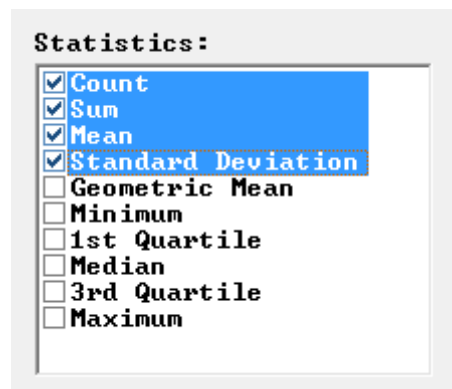 Statistics:
Count
Sum
Mean
Standard Deviation
Geometric Mean
Minimum
1st Quartile
Median
3rd Quartile
Maximum